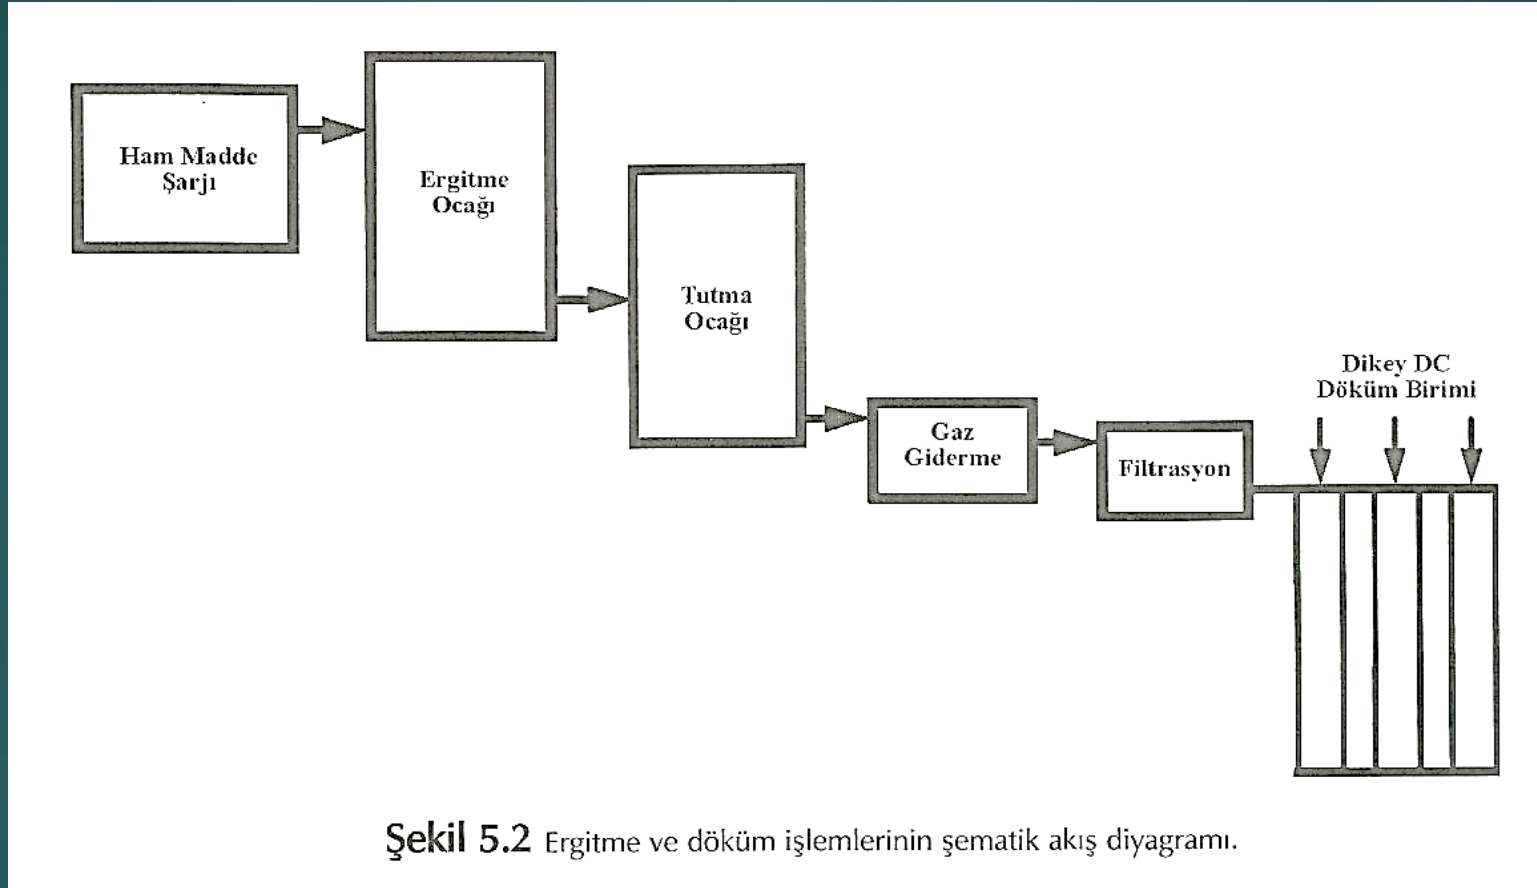 Ham Madde
Şarjı
Ergitme
Ocağı
Tutma
Ocağı
Gaz
Giderme
Filtrasyon
Dikey DC
Döküm Birimi
Şekil 5.2 Ergitme ve döküm işlemlerinin şematik akış diyagramı.